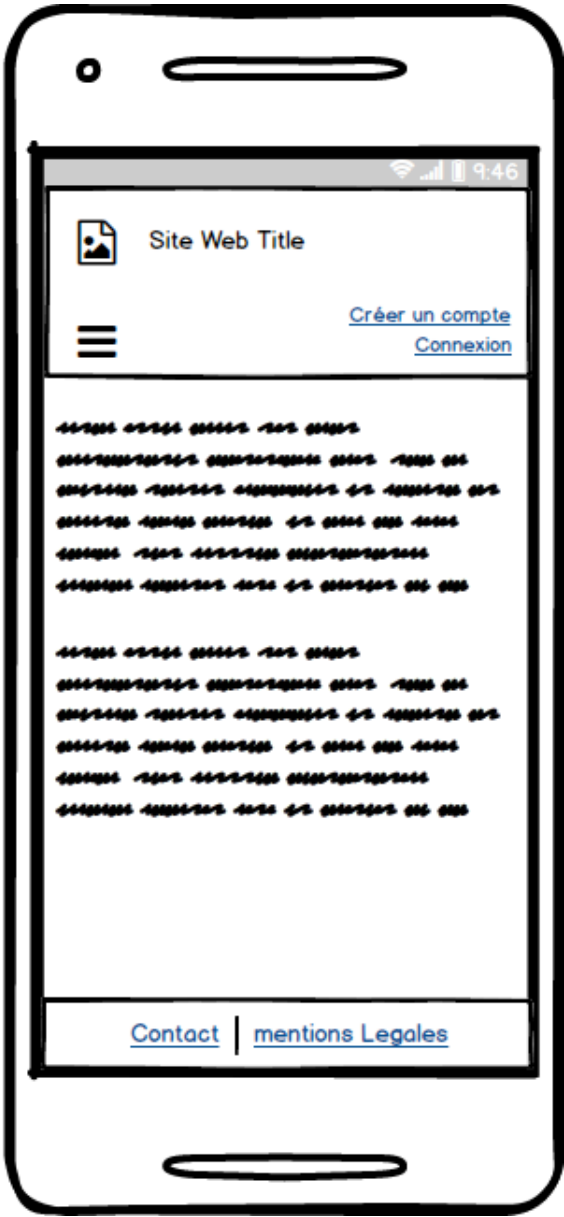 9:46
Site Web Title
Créer un compte
Connexion
Contact | mentions Legales